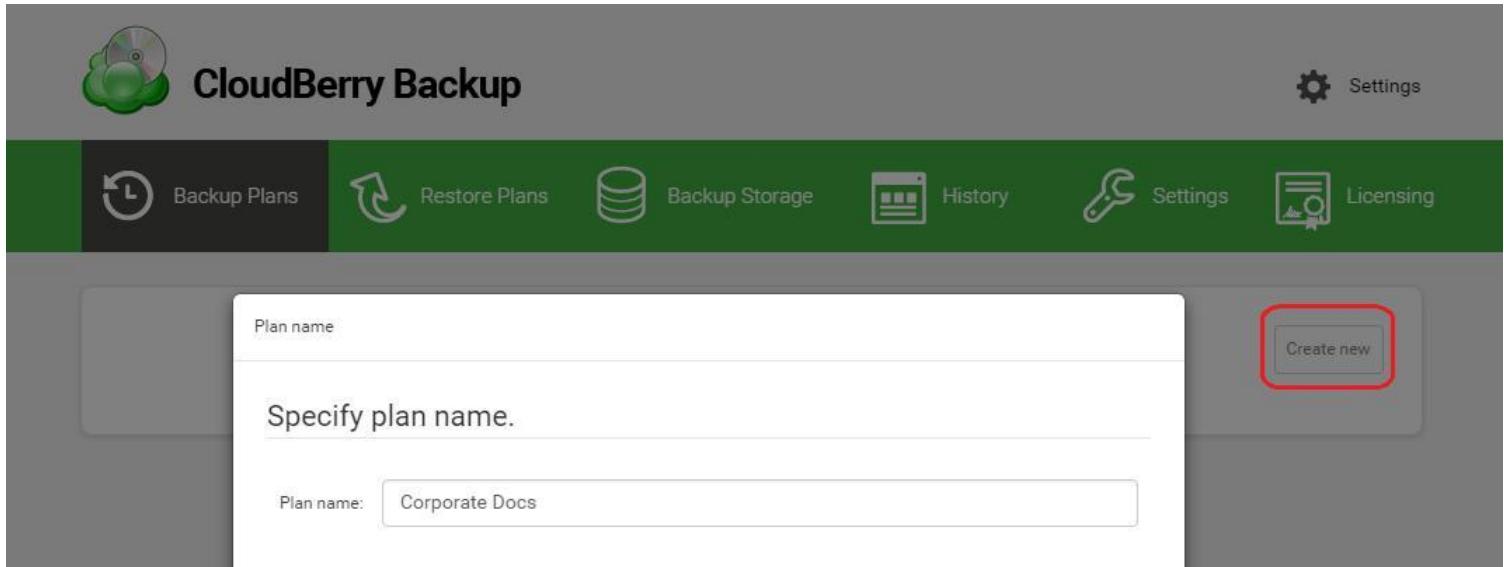 CloudBerry Backup
Settings
Backup Plans
Restore Plans
Backup Storage
History
Settings
Licensing
Plan name
Create new
Specify plan name.
Plan name:
Corporate Docs